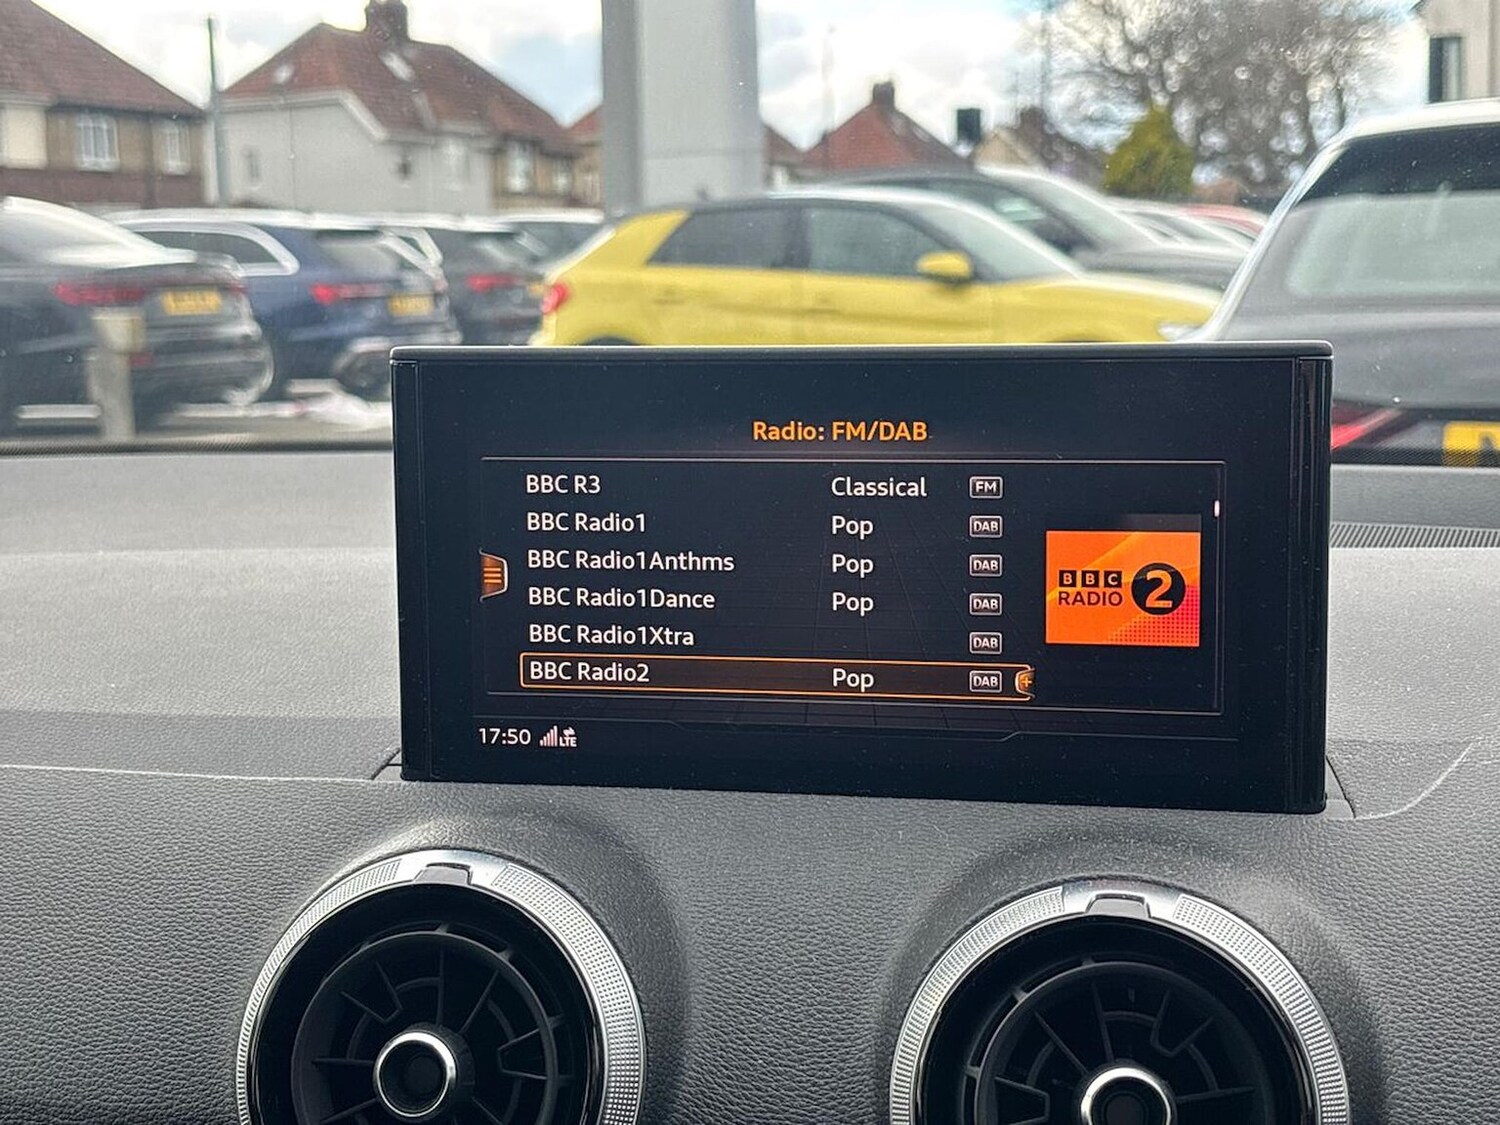 Radio: FM/DAB
BBC R3 Classical FM
BBC Radio1 Pop DAB
BBC Radio1Anthms Pop DAB
BBC Radio1Dance Pop DAB
BBC Radio1Xtra DAB
BBC Radio2 Pop DAB
BBC
RADIO 2
17:50 LTE